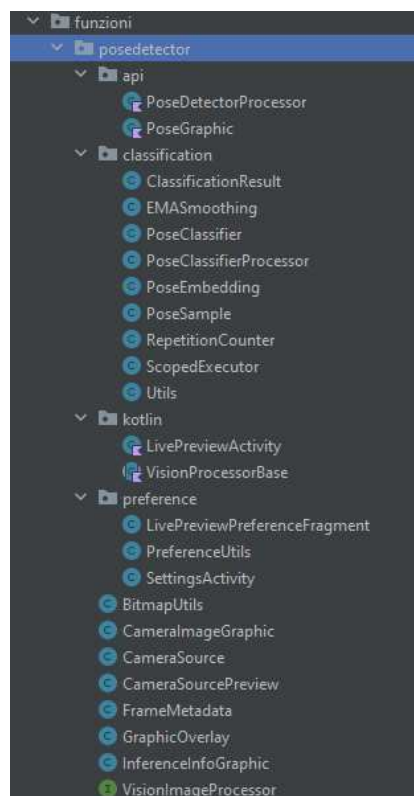 funzioni
posedetector
api
PoseDetectorProcessor
PoseGraphic
classification
ClassificationResult
EMASmoothing
PoseClassifier
PoseClassifierProcessor
PoseEmbedding
PoseSample
RepetitionCounter
ScopedExecutor
Utils
kotlin
LivePreviewActivity
VisionProcessorBase
preference
LivePreviewPreferenceFragment
PreferenceUtils
SettingsActivity
BitmapUtils
CameraImageGraphic
CameraSource
CameraSourcePreview
FrameMetadata
GraphicOverlay
InferenceInfoGraphic
VisionImageProcessor